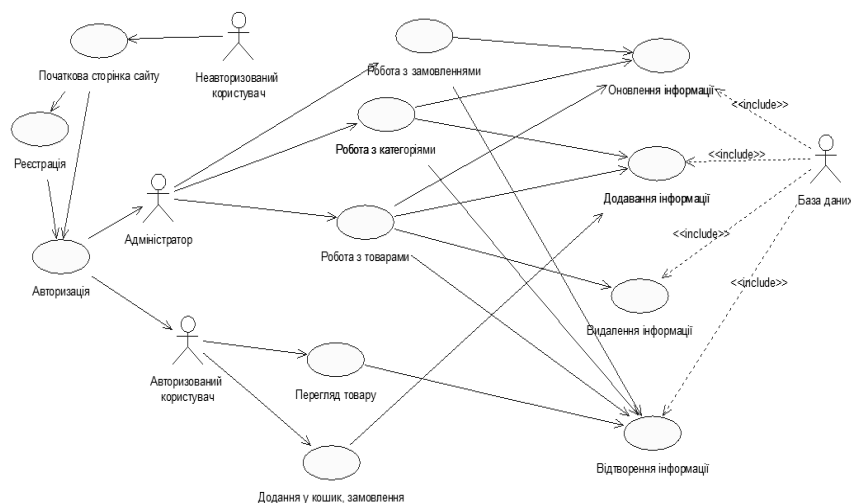 Початкова сторінка сайту
Неавторизований
користувач
Робота з замовленнями
Оновлення інформації
<<include>>
Реєстрація
Робота з категоріями
<<include>>
Додавання інформації
База даних
Адміністратор
Робота з товарами
<<include>>
Авторизація
<<include>>
Видалення інформації
Авторизований
користувач
Перегляд товару
Відтворення інформації
Додання у кошик, замовлення